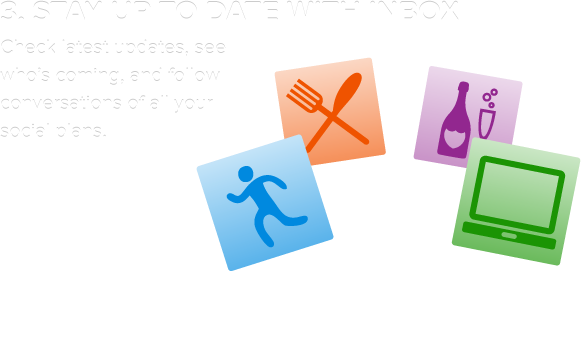 3. STAY UP TO DATE WITH INBOX
Check latest updates, see
who's coming, and follow
conversations of all your
social plans.